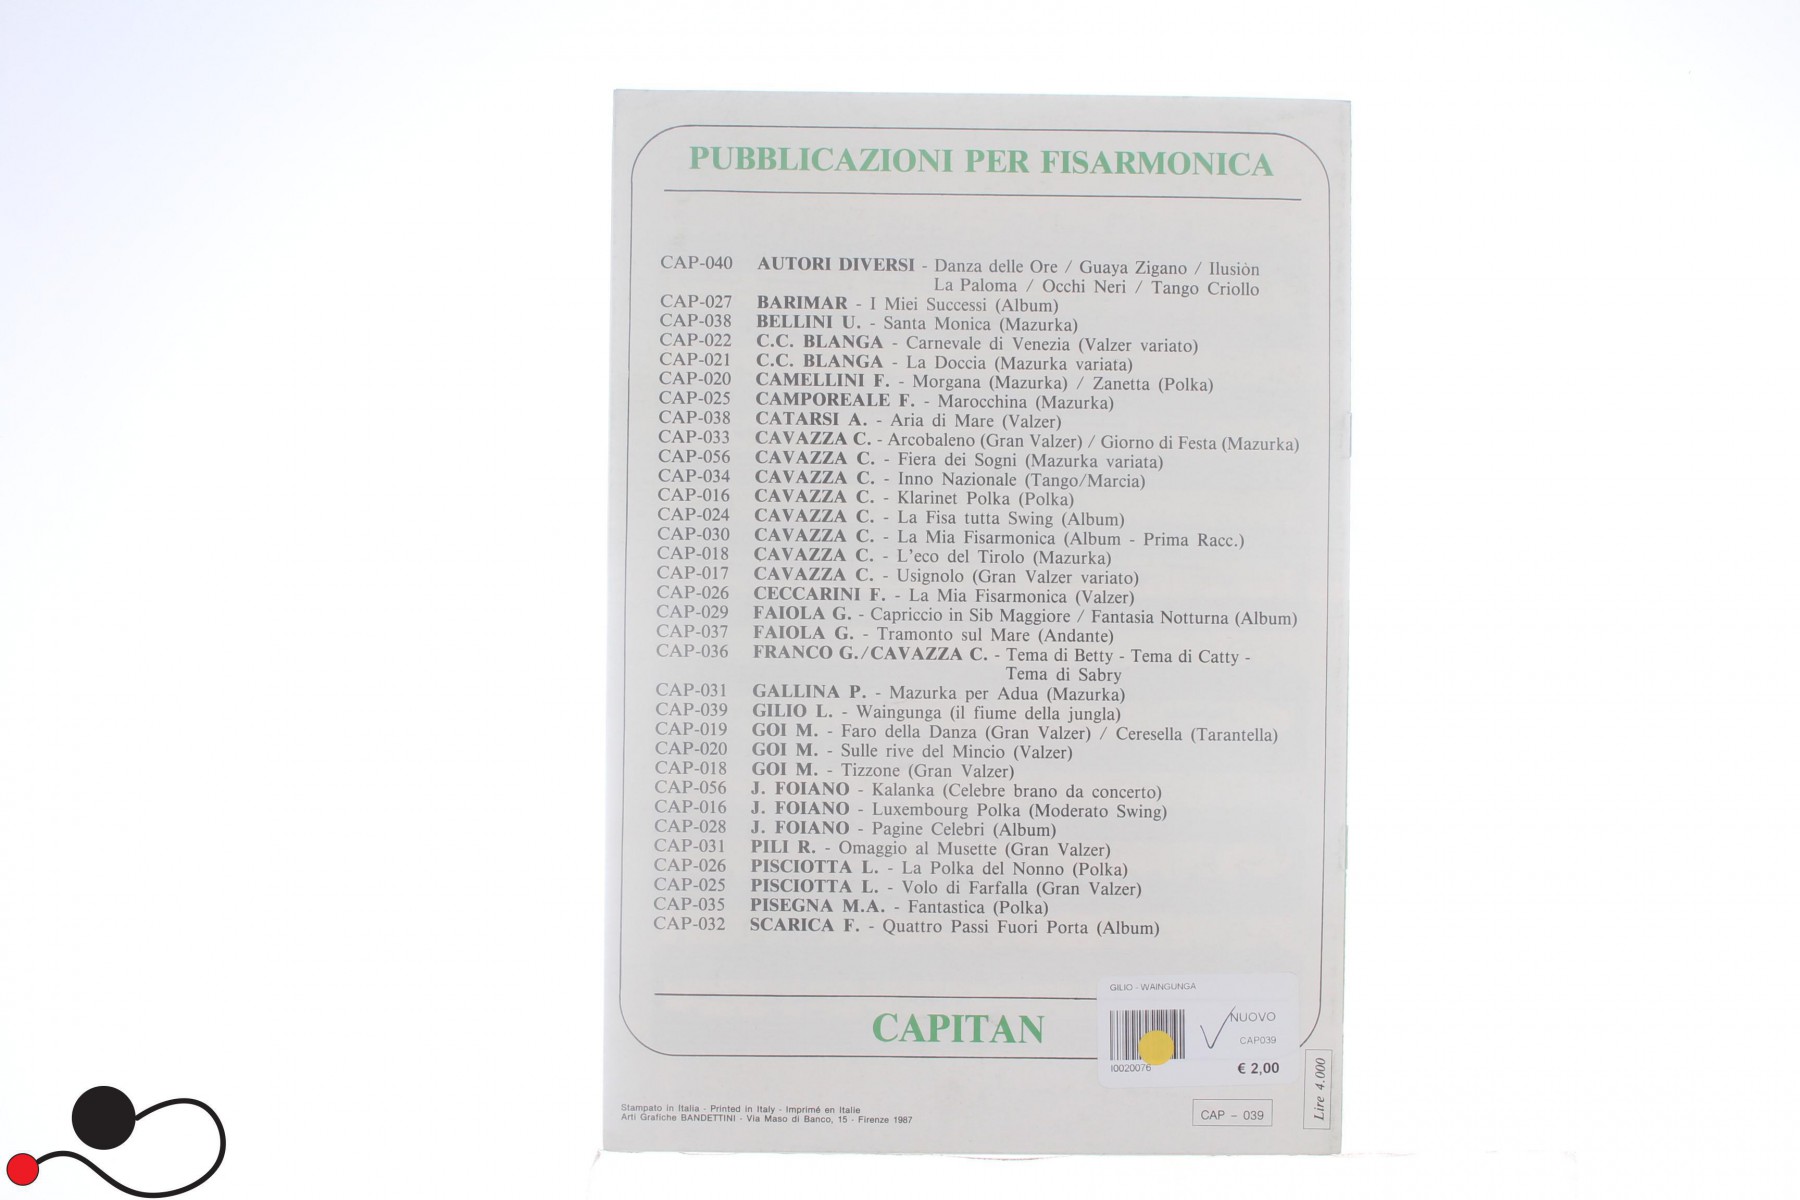 PUBBLICAZIONI PER FISARMONICA
CAP-040 AUTORI DIVERSI - Danza delle Ore / Guaya Zigano / Ilusiòn
La Paloma / Occhi Neri / Tango Criollo
CAP-027 BARIMAR - I Miei Successi (Album)
CAP-038 BELLINI U. - Santa Monica (Mazurka)
CAP-022 C.C. BLANGA - Carnevale di Venezia (Valzer variato)
CAP-021 C.C. BLANGA - La Doccia (Mazurka variata)
CAP-020 CAMELLINI F. - Morgana (Mazurka) / Zanetta (Polka)
CAP-025 CAMPOREALE F. - Marocchina (Mazurka)
CAP-038 CATARSI A. - Aria di Mare (Valzer)
CAP-033 CAVAZZA C. - Arcobaleno (Gran Valzer) / Giorno di Festa (Mazurka)
CAP-056 CAVAZZA C. - Fiera dei Sogni (Mazurka variata)
CAP-034 CAVAZZA C. - Inno Nazionale (Tango/Marcia)
CAP-016 CAVAZZA C. - Klarinet Polka (Polka)
CAP-024 CAVAZZA C. - La Fisa tutta Swing (Album)
CAP-030 CAVAZZA C. - La Mia Fisarmonica (Album - Prima Racc.)
CAP-018 CAVAZZA C. - L'eco del Tirolo (Mazurka)
CAP-017 CAVAZZA C. - Usignolo (Gran Valzer variato)
CAP-026 CECCARINI F. - La Mia Fisarmonica (Valzer)
CAP-029 FAIOLA G. - Capriccio in Sib Maggiore / Fantasia Notturna (Album)
CAP-037 FAIOLA G. - Tramonto sul Mare (Andante)
CAP-036 FRANCO G./CAVAZZA C. - Tema di Betty - Tema di Catty -
Tema di Sabry
CAP-031 GALLINA P. - Mazurka per Adua (Mazurka)
CAP-039 GILIO L. - Waingunga (il fiume della jungla)
CAP-019 GOI M. - Faro della Danza (Gran Valzer) / Ceresella (Tarantella)
CAP-020 GOI M. - Sulle rive del Mincio (Valzer)
CAP-018 GOI M. - Tizzone (Gran Valzer)
CAP-056 J. FOIANO - Kalanka (Celebre brano da concerto)
CAP-016 J. FOIANO - Luxembourg Polka (Moderato Swing)
CAP-028 J. FOIANO - Pagine Celebri (Album)
CAP-031 PILI R. - Omaggio al Musette (Gran Valzer)
CAP-026 PISCIOTTA L. - La Polka del Nonno (Polka)
CAP-025 PISCIOTTA L. - Volo di Farfalla (Gran Valzer)
CAP-035 PISEGNA M.A. - Fantastica (Polka)
CAP-032 SCARICA F. - Quattro Passi Fuori Porta (Album)
CAPITAN
GILIO - WAINGUNGA
NUOVO
CAP039
I0020076 € 2,00
Lire 4.000
Stampato in Italia - Printed in Italy - Imprimé en Italie
Arti Grafiche BANDETTINI - Via Maso di Banco, 15 - Firenze 1987
CAP - 039